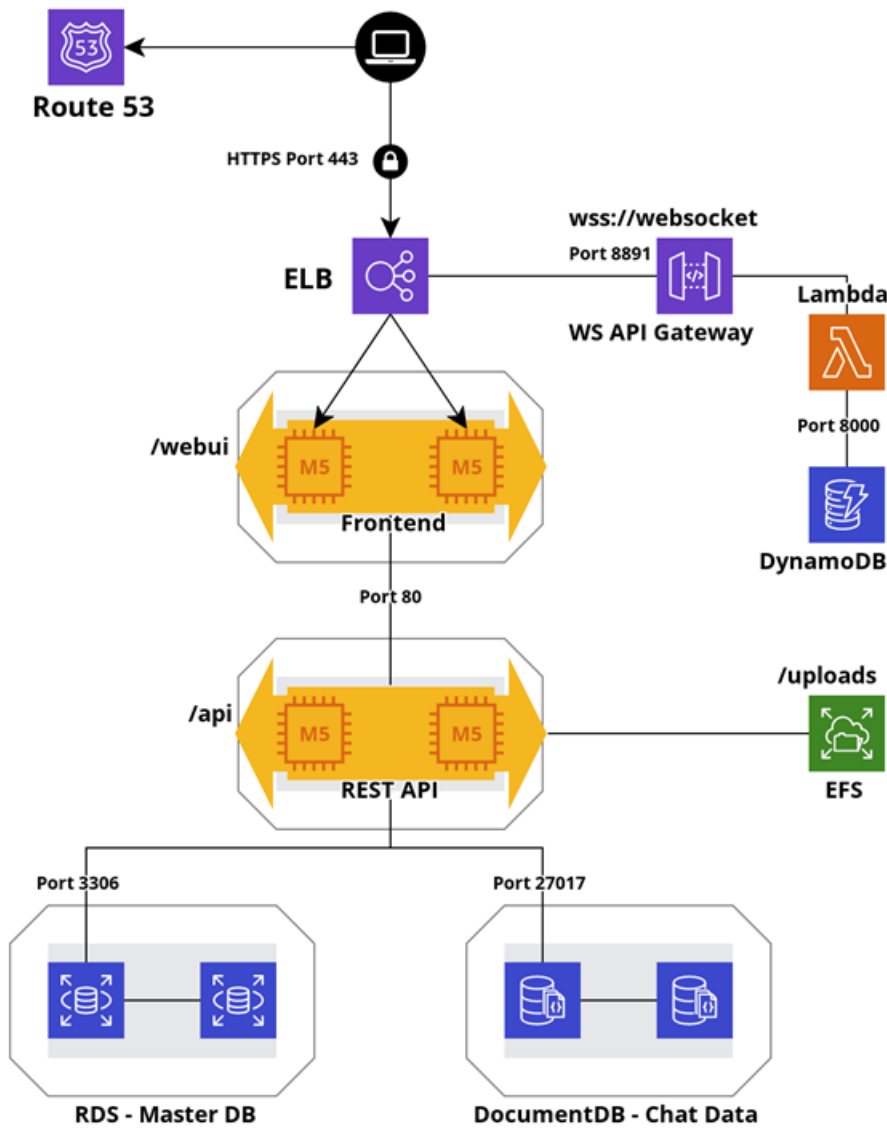 53
Route 53
HTTPS Port 443
ELB
wss://websocket
Port 8891
WS API Gateway
Lambda
Port 8000
DynamoDB
/webui
M5
M5
Frontend
Port 80
/api
M5
M5
REST API
/uploads
EFS
Port 3306
Port 27017
RDS - Master DB
DocumentDB - Chat Data